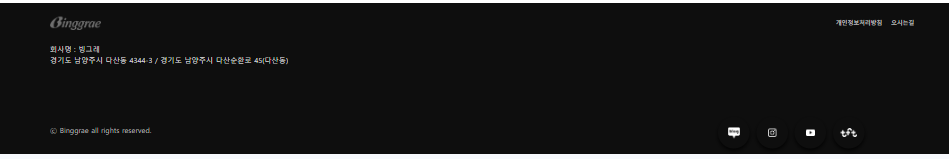 Binggrae
개인정보처리방침 오시는길
회사명 : 빙그레
경기도 남양주시 다산동 4344-3 / 경기도 남양주시 다산순환로 45(다산동)
ⓒ Binggrae all rights reserved.
blog